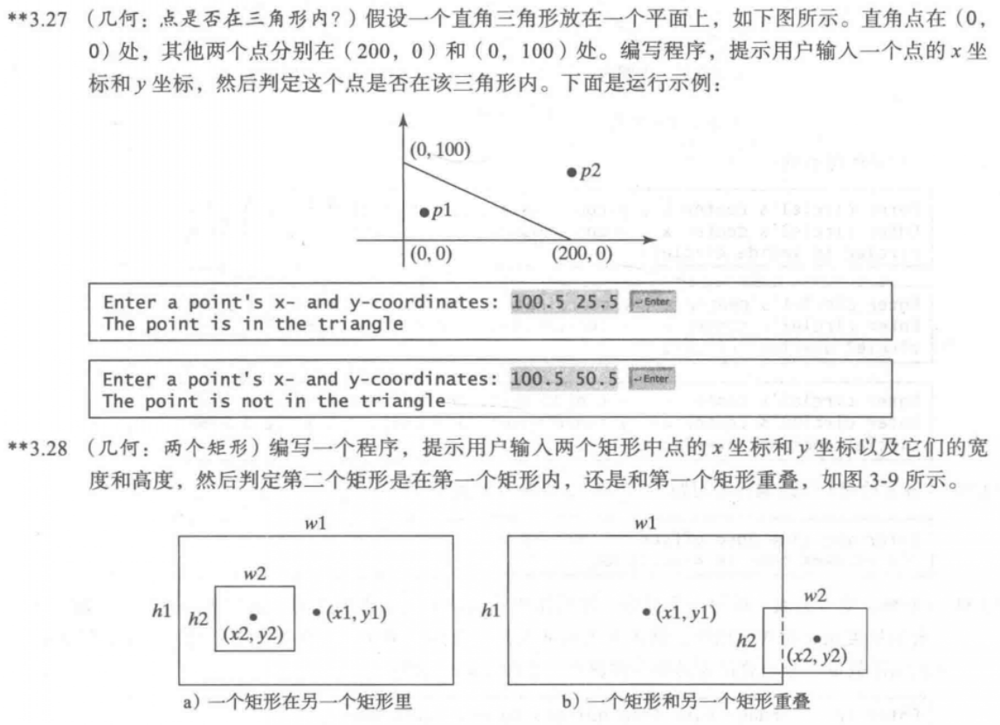 **3.27 （几何：点是否在三角形内？）假设一个直角三角形放在一个平面上，如下图所示。直角点在（0，
0）处，其他两个点分别在（200，0）和（0，100）处。编写程序，提示用户输入一个点的 x 坐
标和 y 坐标，然后判定这个点是否在该三角形内。下面是运行示例：
(0, 100)
p2
p1
(0, 0)
(200, 0)
Enter a point's x- and y-coordinates: 100.5 25.5 ↵Enter
The point is in the triangle
Enter a point's x- and y-coordinates: 100.5 50.5 ↵Enter
The point is not in the triangle
**3.28 （几何：两个矩形）编写一个程序，提示用户输入两个矩形中点的 x 坐标和 y 坐标以及它们的宽
度和高度，然后判定第二个矩形是在第一个矩形内，还是和第一个矩形重叠，如图 3-9 所示。
w1
w2
h1
h2
(x1, y1)
(x2, y2)
a）一个矩形在另一个矩形里
w1
h1
(x1, y1)
w2
h2
(x2, y2)
b）一个矩形和另一个矩形重叠